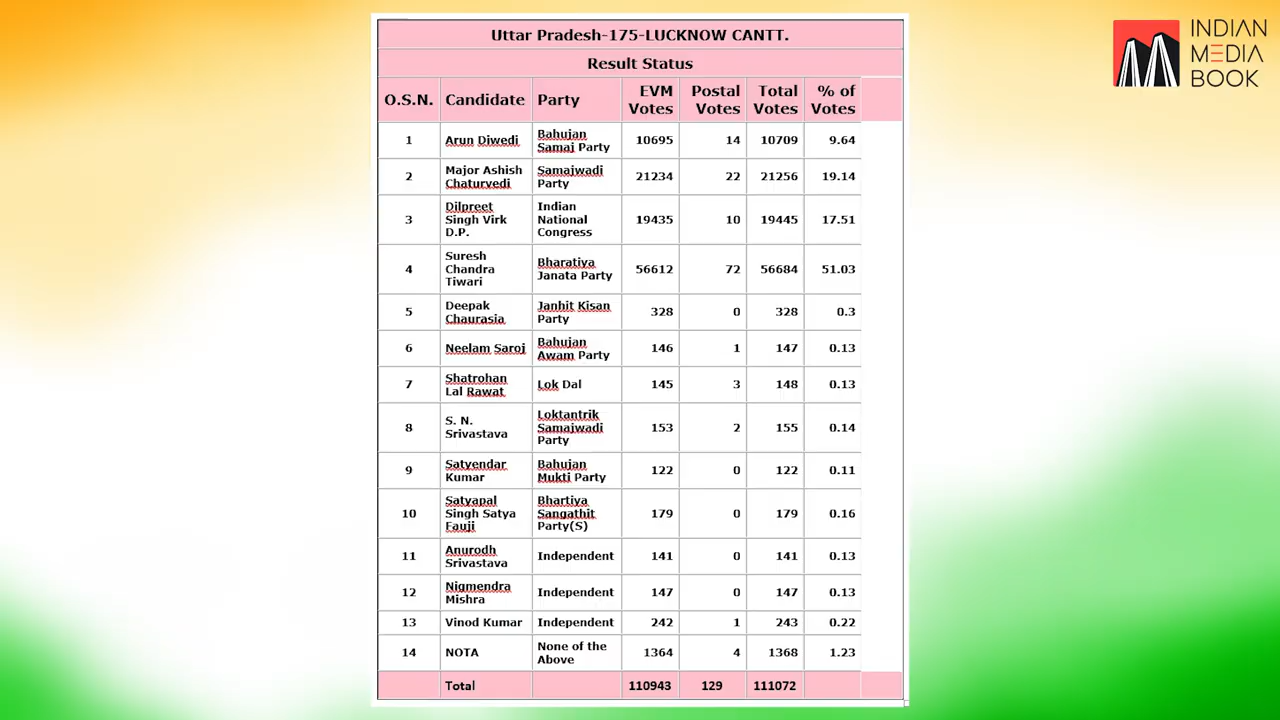 INDIAN
MEDIA
BOOK
Uttar Pradesh-175-LUCKNOW CANTT.
Result Status
O.S.N. Candidate Party EVM Votes Postal Votes Total Votes % of Votes
1 Arun Diwedi Bahujan Samaj Party 10695 14 10709 9.64
2 Major Ashish Chaturvedi Samajwadi Party 21234 22 21256 19.14
3 Dilpreet Singh Virk D.P. Indian National Congress 19435 10 19445 17.51
4 Suresh Chandra Tiwari Bharatiya Janata Party 56612 72 56684 51.03
5 Deepak Chaurasia Janhit Kisan Party 328 0 328 0.3
6 Neelam Saroj Bahujan Awam Party 146 1 147 0.13
7 Shatrohan Lal Rawat Lok Dal 145 3 148 0.13
8 S. N. Srivastava Loktantrik Samajwadi Party 153 2 155 0.14
9 Satyendar Kumar Bahujan Mukti Party 122 0 122 0.11
10 Satyapal Singh Satya Fauji Bhartiya Sangathit Party(S) 179 0 179 0.16
11 Anurodh Srivastava Independent 141 0 141 0.13
12 Nigmendra Mishra Independent 147 0 147 0.13
13 Vinod Kumar Independent 242 1 243 0.22
14 NOTA None of the Above 1364 4 1368 1.23
Total 110943 129 111072